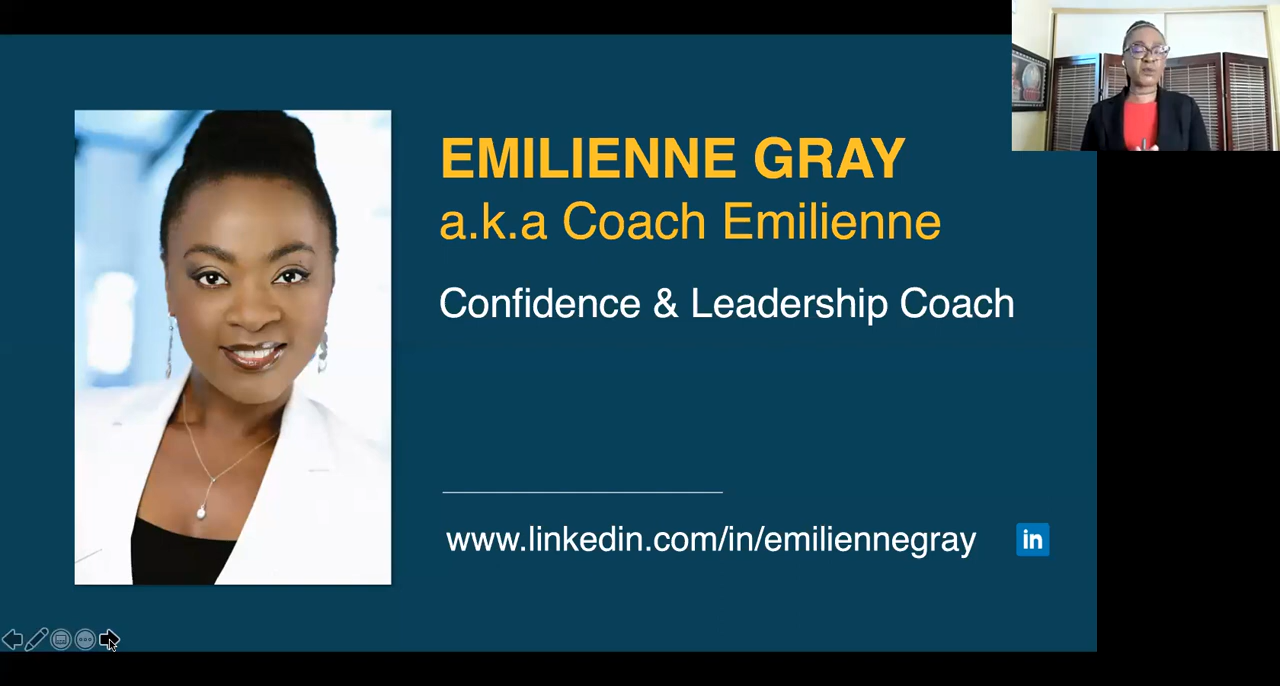 EMILIENNE GRAY
a.k.a Coach Emilienne
Confidence & Leadership Coach
www.linkedin.com/in/emiliennegray
in